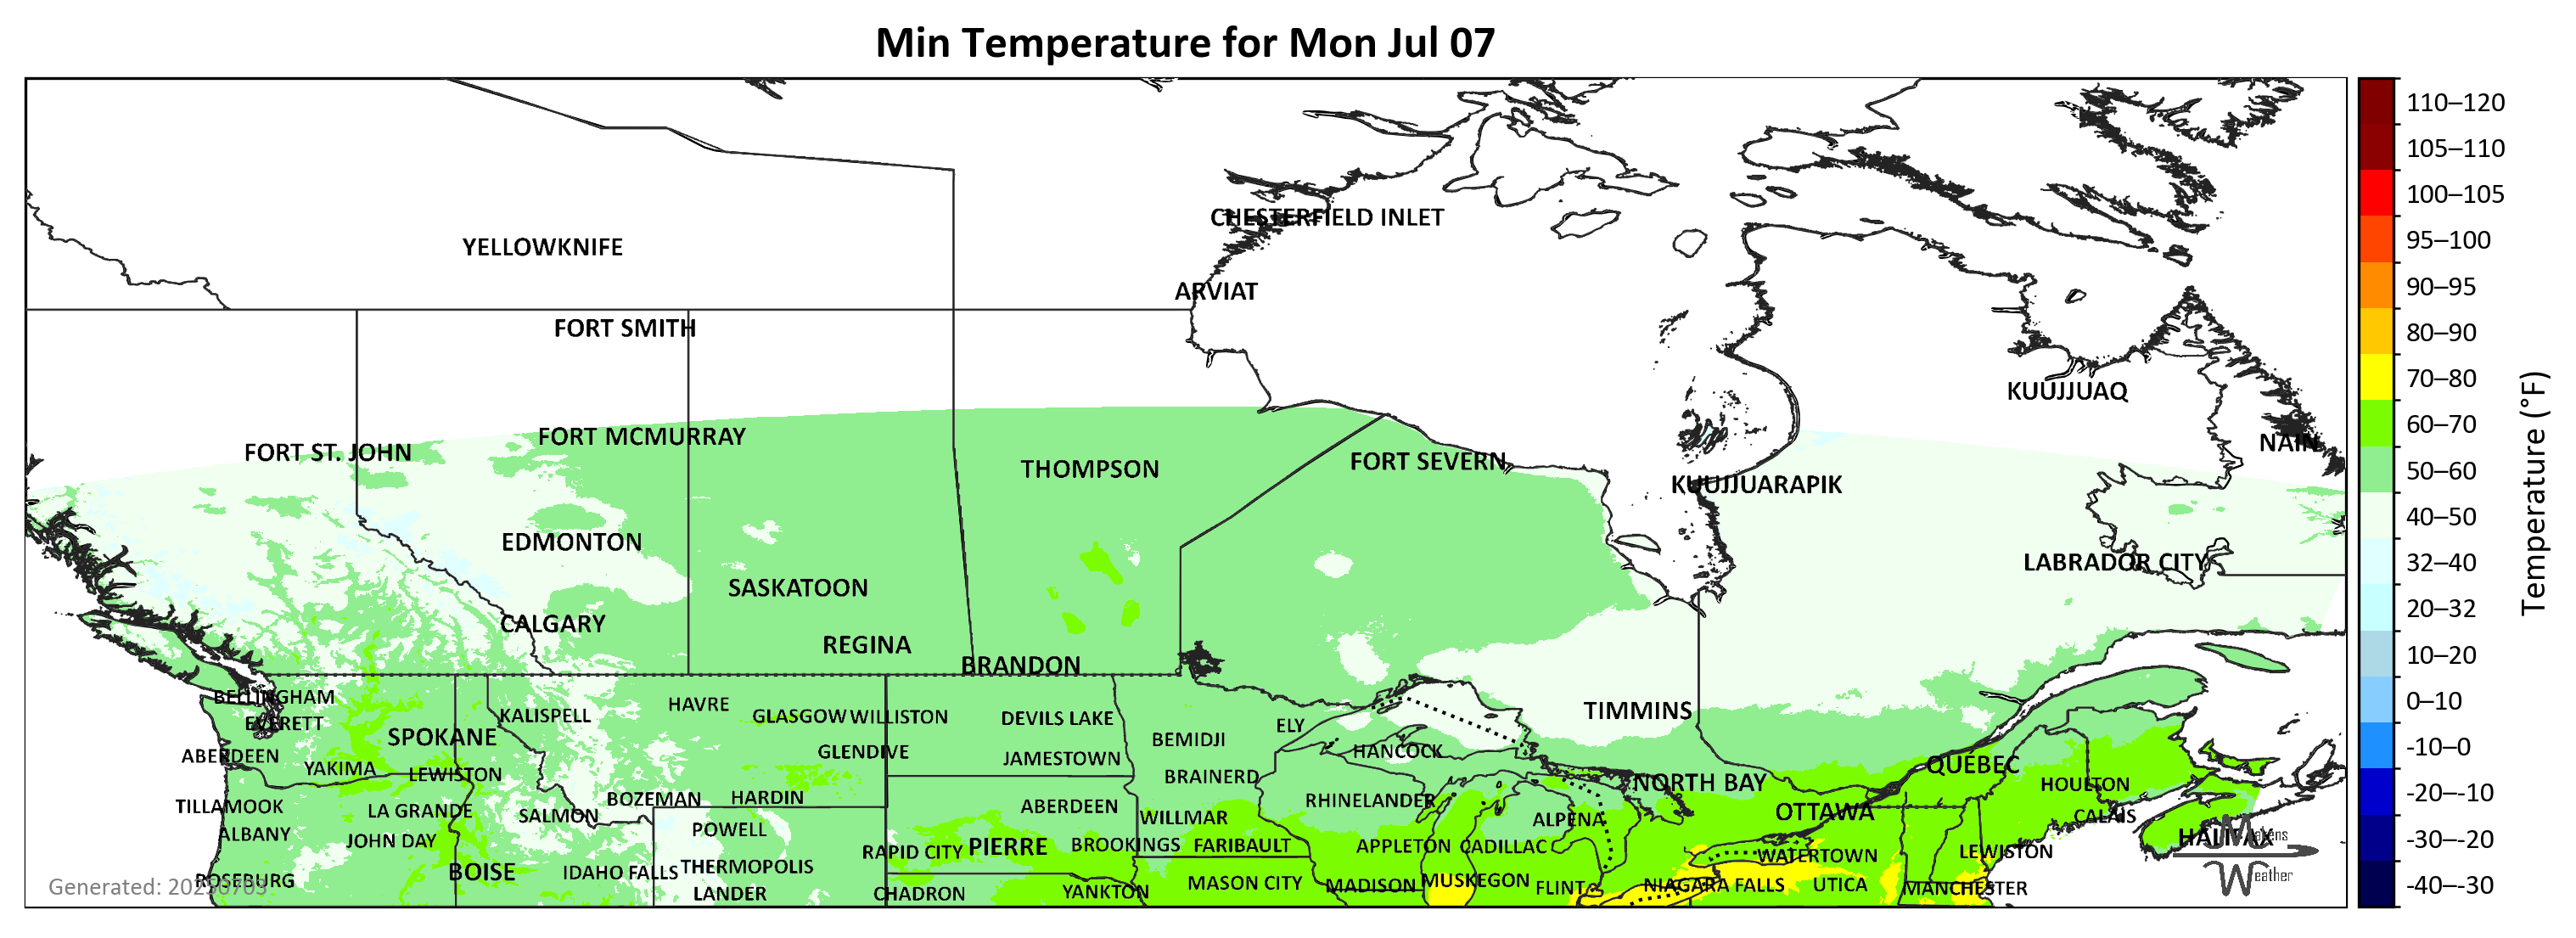 Min Temperature for Mon Jul 07
110–120
105–110
100–105
95–100
90–95
80–90
70–80
60–70
50–60
40–50
32–40
20–32
10–20
0–10
-10–0
-20–-10
-30–-20
-40–-30
Temperature (°F)
CHESTERFIELD INLET
YELLOWKNIFE
ARVIAT
FORT SMITH
KUUJJUAQ
FORT MCMURRAY
NAIN
FORT ST. JOHN
FORT SEVERN
THOMPSON
KUUJJUARAPIK
EDMONTON
LABRADOR CITY
SASKATOON
CALGARY
REGINA
BRANDON
BELLINGHAM
HAVRE
TIMMINS
KALISPELL
GLASGOW
WILLISTON
DEVILS LAKE
EVERETT
ELY
SPOKANE
BEMIDJI
HANCOCK
GLENDIVE
ABERDEEN
JAMESTOWN
QUEBEC
YAKIMA
LEWISTON
BRAINERD
NORTH BAY
HOULTON
BOZEMAN
HARDIN
RHINELANDER
TILLAMOOK
ABERDEEN
LA GRANDE
OTTAWA
SALMON
CALAIS
WILLMAR
ALPENA
POWELL
ALBANY
HALIFAX
Makens
JOHN DAY
BROOKINGS
FARIBAULT
APPLETON
CADILLAC
PIERRE
RAPID CITY
LEWISTON
WATERTOWN
THERMOPOLIS
BOISE
IDAHO FALLS
Weather
ROSEBURG
MUSKEGON
MASON CITY
NIAGARA FALLS
UTICA
MADISON
Generated: 20250703
FLINT
MANCHESTER
YANKTON
LANDER
CHADRON